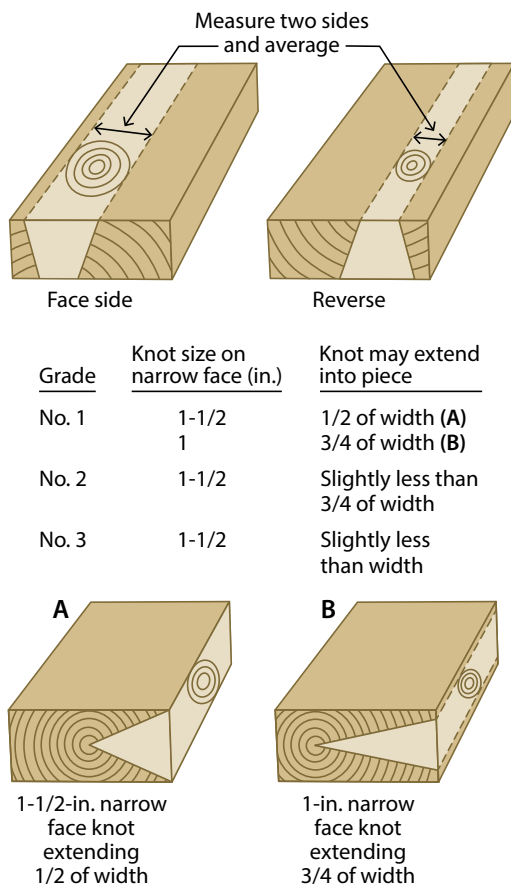 Measure two sides
and average
Face side
Reverse
Grade
Knot size on
narrow face (in.)
Knot may extend
into piece
No. 1
1-1/2
1/2 of width (A)
1
3/4 of width (B)
No. 2
1-1/2
Slightly less than
3/4 of width
No. 3
1-1/2
Slightly less
than width
A
B
1-1/2-in. narrow
face knot
extending
1/2 of width
1-in. narrow
face knot
extending
3/4 of width